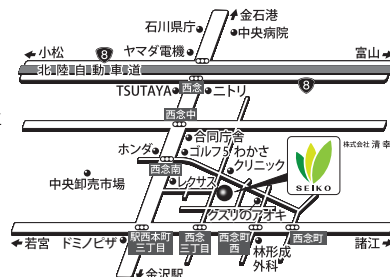 金石港
石川県庁
中央病院
ヤマダ電機
小松
8
富山
北陸自動車道
8
西念
TSUTAYA
ニトリ
西念中
合同庁舎
ホンダ
ゴルフ5
わかさ
クリニック
株式会社 清幸
SEIKO
西念南
中央卸売市場
レクサス
クスリのアオキ
若宮
ドミノピザ
駅西本町
三丁目
西念
三丁目
西念町
西
林形成
外科
西念町
諸江
金沢駅